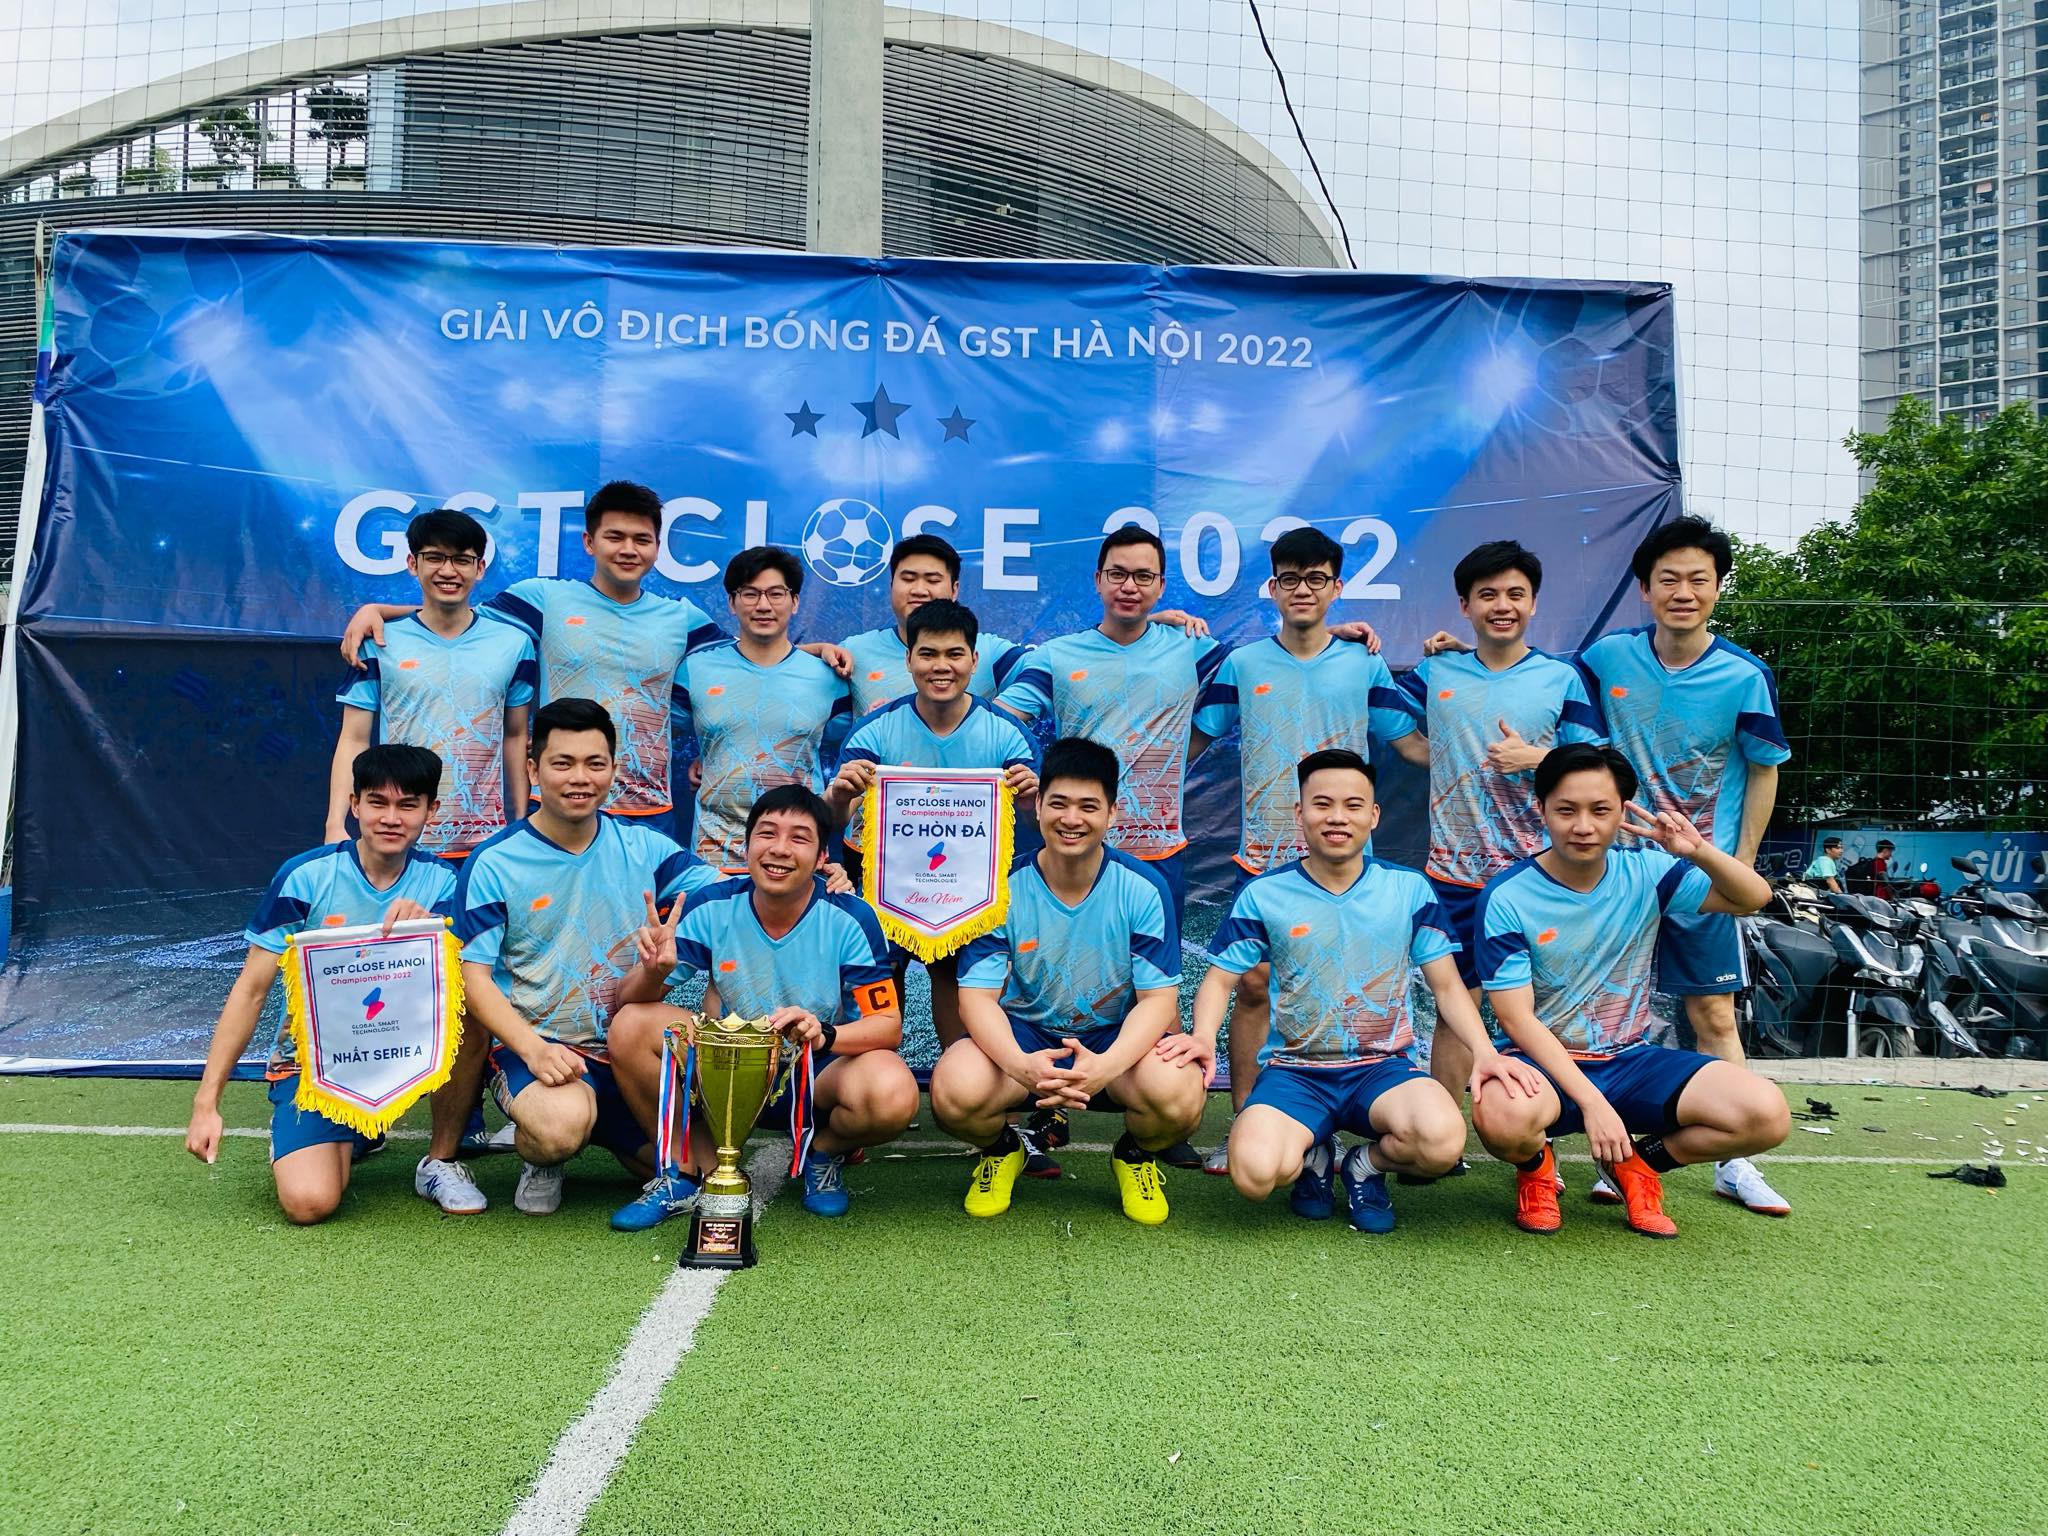 GIẢI VÔ ĐỊCH BÓNG ĐÁ GST HÀ NỘI 2022
GST CLOSE 2022
GST CLOSE HANOI
Championship 2022
FC HÒN ĐÁ
GLOBAL SMART
TECHNOLOGIES
Lưu Niệm
GST CLOSE HANOI
Championship 2022
GLOBAL SMART
TECHNOLOGIES
NHẤT SERIE A
C
adidas
GỬI